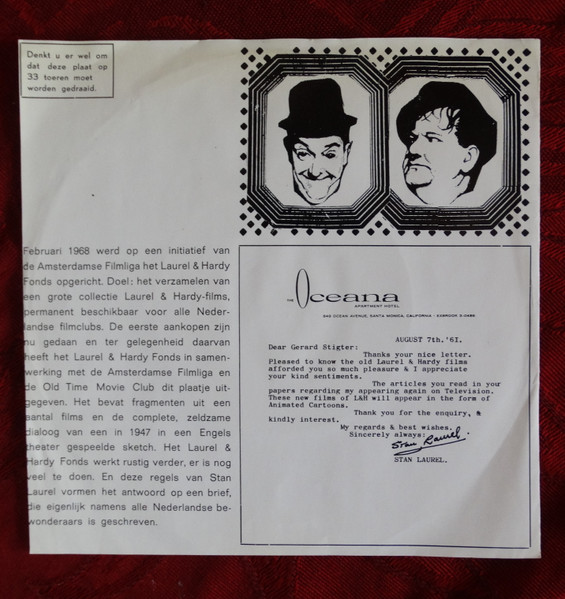 Denkt u er wel om
dat deze plaat op
33 toeren moet
worden gedraaid.
Februari 1968 werd op een initiatief van
de Amsterdamse Filmliga het Laurel & Hardy
Fonds opgericht. Doel: het verzamelen van
een grote collectie Laurel & Hardy-films,
permanent beschikbaar voor alle Neder-
landse filmclubs. De eerste aankopen zijn
nu gedaan en ter gelegenheid daarvan
heeft het Laurel & Hardy Fonds in samen-
werking met de Amsterdamse Filmliga en
de Old Time Movie Club dit plaatje uit-
gegeven. Het bevat fragmenten uit een
aantal films en de complete, zeldzame
dialoog van een in 1947 in een Engels
theater gespeelde sketch. Het Laurel &
Hardy Fonds werkt rustig verder, er is nog
veel te doen. En deze regels van Stan
Laurel vormen het antwoord op een brief,
die eigenlijk namens alle Nederlandse be-
wonderaars is geschreven.
THE Oceana
APARTMENT HOTEL
OCEAN AVENUE, SANTA MONICA, CALIFORNIA
AUGUST 7th.'61.
Dear Gerard Stigter:
Thanks your nice letter.
Pleased to know the old Laurel & Hardy films
afforded you so much pleasure & I appreciate
your kind sentiments.
The articles you read in your
papers regarding my appearing again on Television.
These new films of L&H will appear in the form of
Animated Cartoons.
Thank you for the enquiry, &
kindly interest.
My regards & best wishes.
Sincerely always:
Stan Laurel.
STAN LAUREL.